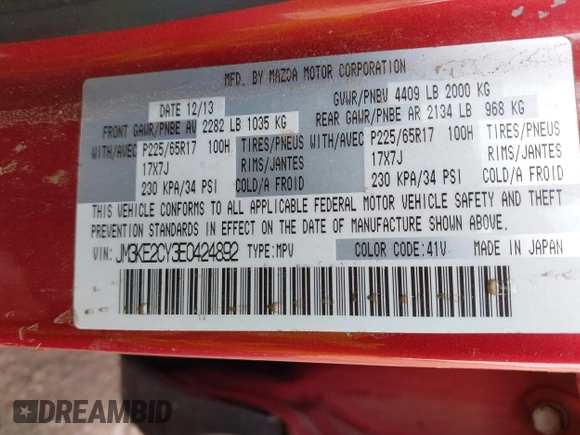 MFD. BY MAZDA MOTOR CORPORATION
DATE 12/13 GVWR/PNBV 4409 LB 2000 KG
FRONT GAWR/PNBE AV 2282 LB 1035 KG REAR GAWR/PNBE AR 2134 LB 968 KG
WITH/AVEC P225/65R17 100H TIRES/PNEUS WITH/AVEC P225/65R17 100H TIRES/PNEUS
17X7J RIMS/JANTES 17X7J RIMS/JANTES
230 KPA/34 PSI COLD/A FROID 230 KPA/34 PSI COLD/A FROID
THIS VEHICLE CONFORMS TO ALL APPLICABLE FEDERAL MOTOR VEHICLE SAFETY AND THEFT
PREVENTION STANDARDS IN EFFECT ON THE DATE OF MANUFACTURE SHOWN ABOVE.
VIN: JM3KE2CY3E0424892 TYPE:MPV COLOR CODE:41V MADE IN JAPAN
DREAMBID